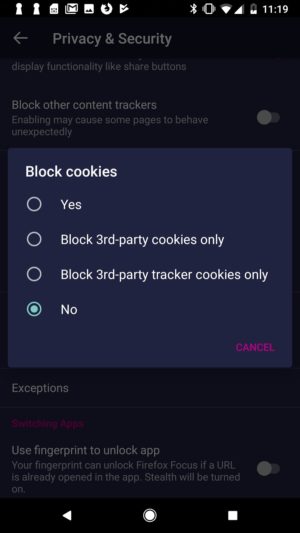 11:19
Privacy & Security
display functionality like share buttons
Block other content trackers
Enabling may cause some pages to behave
unexpectedly
Block cookies
Yes
Block 3rd-party cookies only
Block 3rd-party tracker cookies only
No
CANCEL
Exceptions
Switching Apps
Use fingerprint to unlock app
Your fingerprint can unlock Firefox Focus if a URL
is already opened in the app. Stealth will be turned
on.